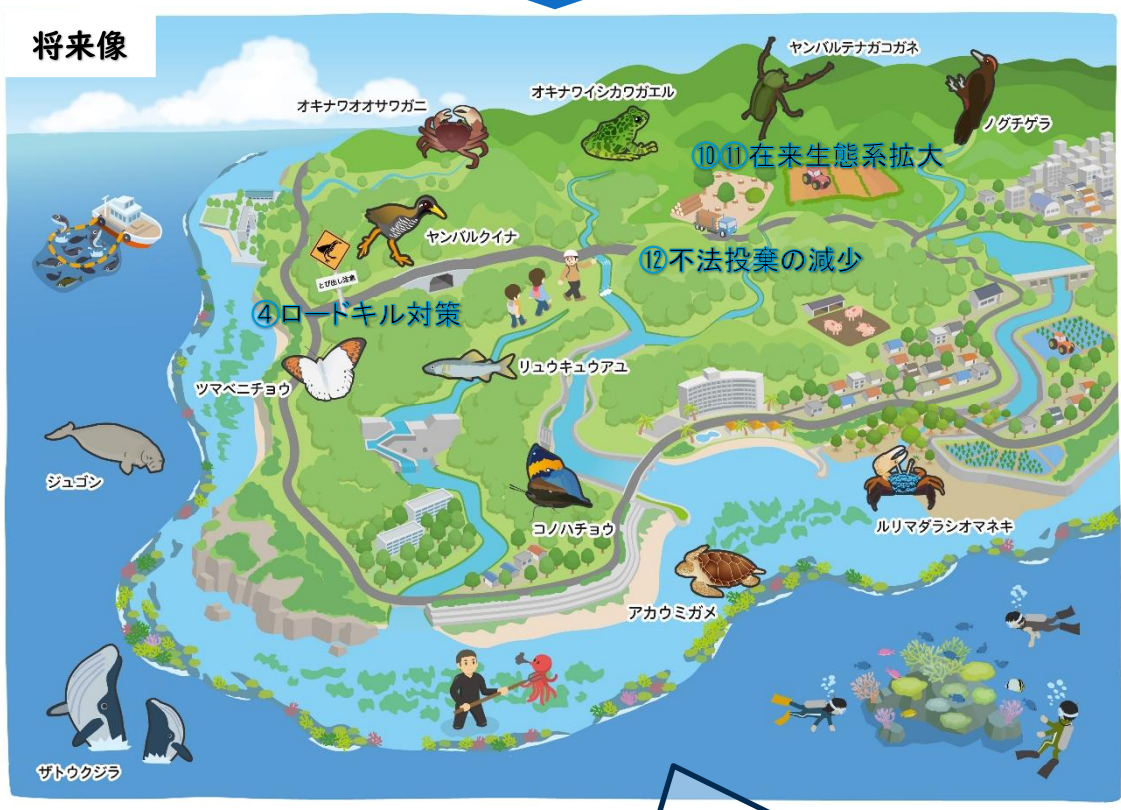 将来像
ヤンバルテナガコガネ
オキナワイシカワガエル
オキナワオオサワガニ
ノグチゲラ
⑩⑪在来生態系拡大
ヤンバルクイナ
⑫不法投棄の減少
とび出し注意
④ロードキル対策
リュウキュウアユ
ツマベニチョウ
ジュゴン
コノハチョウ
ルリマダラシオマネキ
アカウミガメ
ザトウクジラ